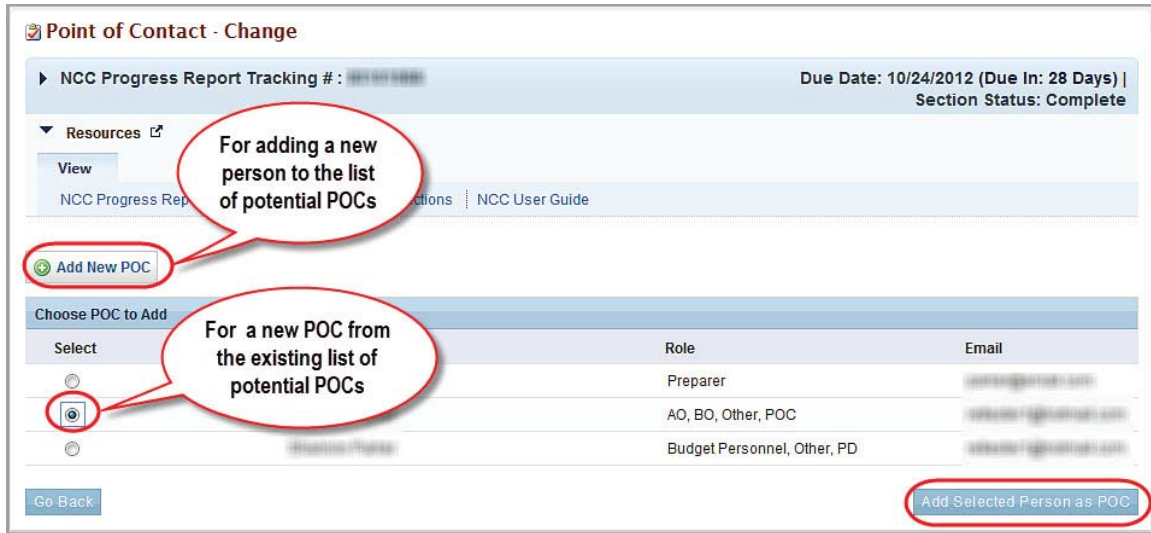 Point of Contact - Change
NCC Progress Report Tracking # :
Due Date: 10/24/2012 (Due In: 28 Days) |
Section Status: Complete
Resources
View
For adding a new
person to the list
of potential POCs
NCC Progress
NCC User Guide
Add New POC
Choose POC to Add
For a new POC from
the existing list of
potential POCs
Select
Role
Email
Preparer
AO, BO, Other, POC
Budget Personnel, Other, PD
Go Back
Add Selected Person as POC